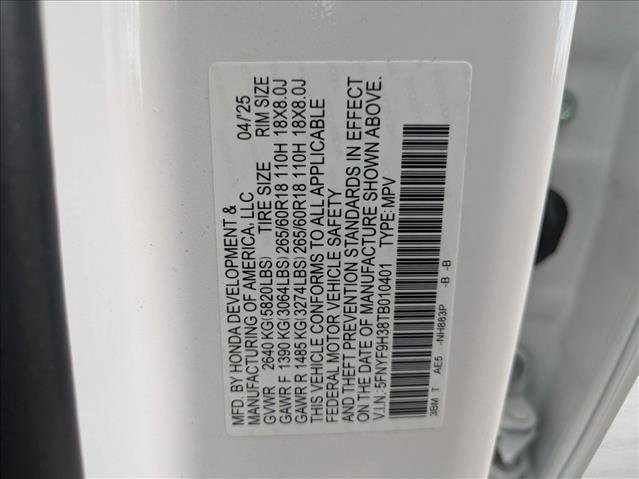 MFD. BY HONDA DEVELOPMENT &
MANUFACTURING OF AMERICA, LLC 04/'25
GVWR 2640 KG(5820LBS) TIRE SIZE RIM SIZE
GAWR F 1390 KG(3064LBS) 265/60R18 110H 18X8.0J
GAWR R 1485 KG(3274LBS) 265/60R18 110H 18X8.0J
THIS VEHICLE CONFORMS TO ALL APPLICABLE
FEDERAL MOTOR VEHICLE SAFETY
AND THEFT PREVENTION STANDARDS IN EFFECT
ON THE DATE OF MANUFACTURE SHOWN ABOVE.
V.I.N.: 5FNYF9H38TB010401 TYPE: MPV
3BM T AE5 -NH883P -B -B